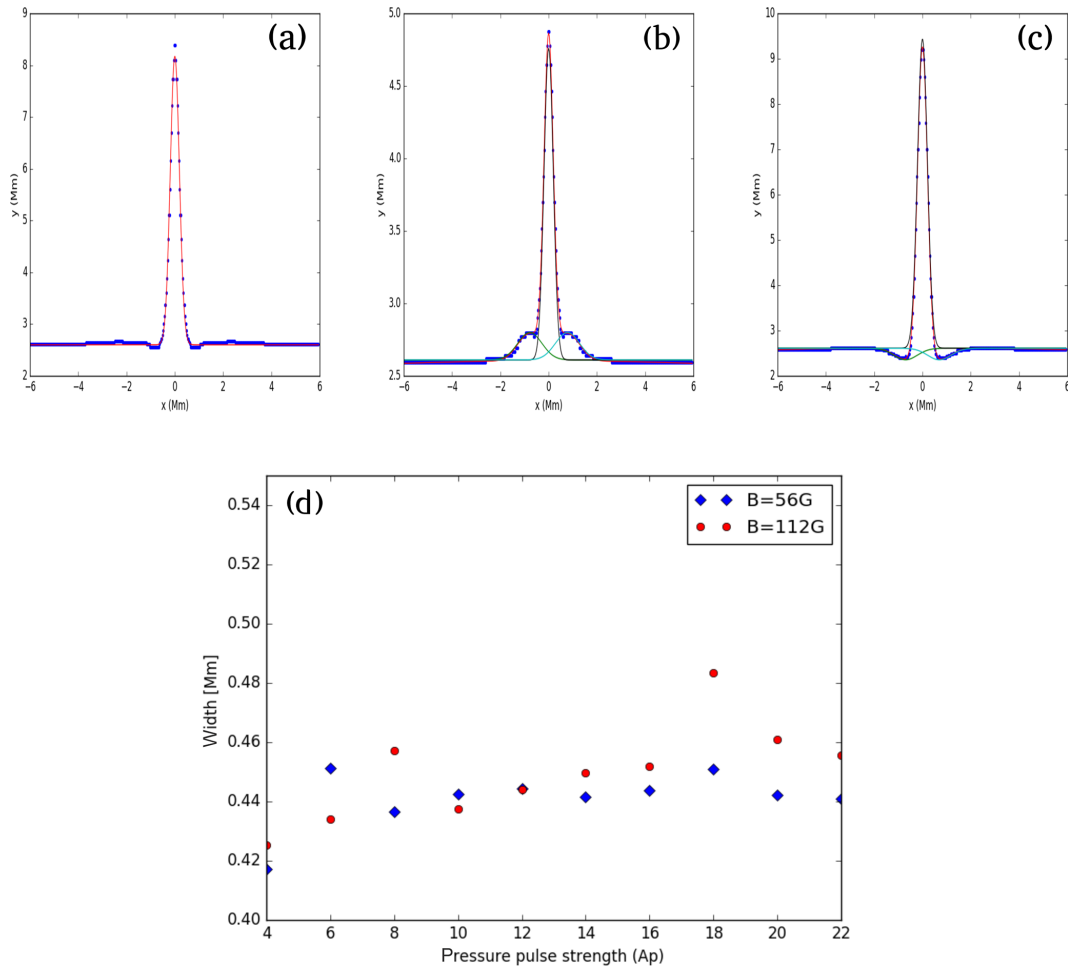 (a)
y (Mm)
9
8
7
6
5
4
3
2
−6 −4 −2 0 2 4 6
x (Mm)
(b)
y (Mm)
5.0
4.5
4.0
3.5
3.0
2.5
−6 −4 −2 0 2 4 6
x (Mm)
(c)
y (Mm)
10
9
8
7
6
5
4
3
2
−6 −4 −2 0 2 4 6
x (Mm)
(d)
B=56G
B=112G
Width [Mm]
0.54
0.52
0.50
0.48
0.46
0.44
0.42
0.40
4 6 8 10 12 14 16 18 20 22
Pressure pulse strength (Ap)